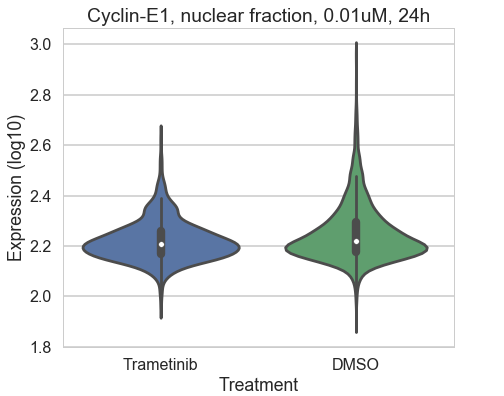 Cyclin-E1, nuclear fraction, 0.01uM, 24h
Expression (log10)
3.0
2.8
2.6
2.4
2.2
2.0
1.8
Trametinib
DMSO
Treatment